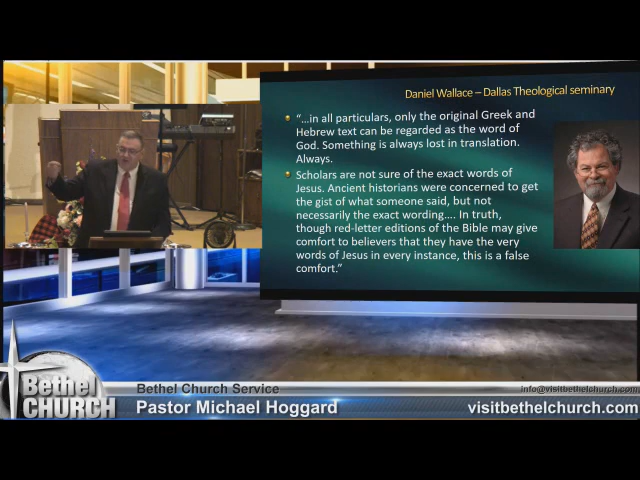 Daniel Wallace – Dallas Theological seminary
“…in all particulars, only the original Greek and
Hebrew text can be regarded as the word of
God. Something is always lost in translation.
Always.
Scholars are not sure of the exact words of
Jesus. Ancient historians were concerned to get
the gist of what someone said, but not
necessarily the exact wording…. In truth,
though red-letter editions of the Bible may give
comfort to believers that they have the very
words of Jesus in every instance, this is a false
comfort.”
Bethel
CHURCH
Bethel Church Service
info@visitbethelchurch.com
Pastor Michael Hoggard
visitbethelchurch.com